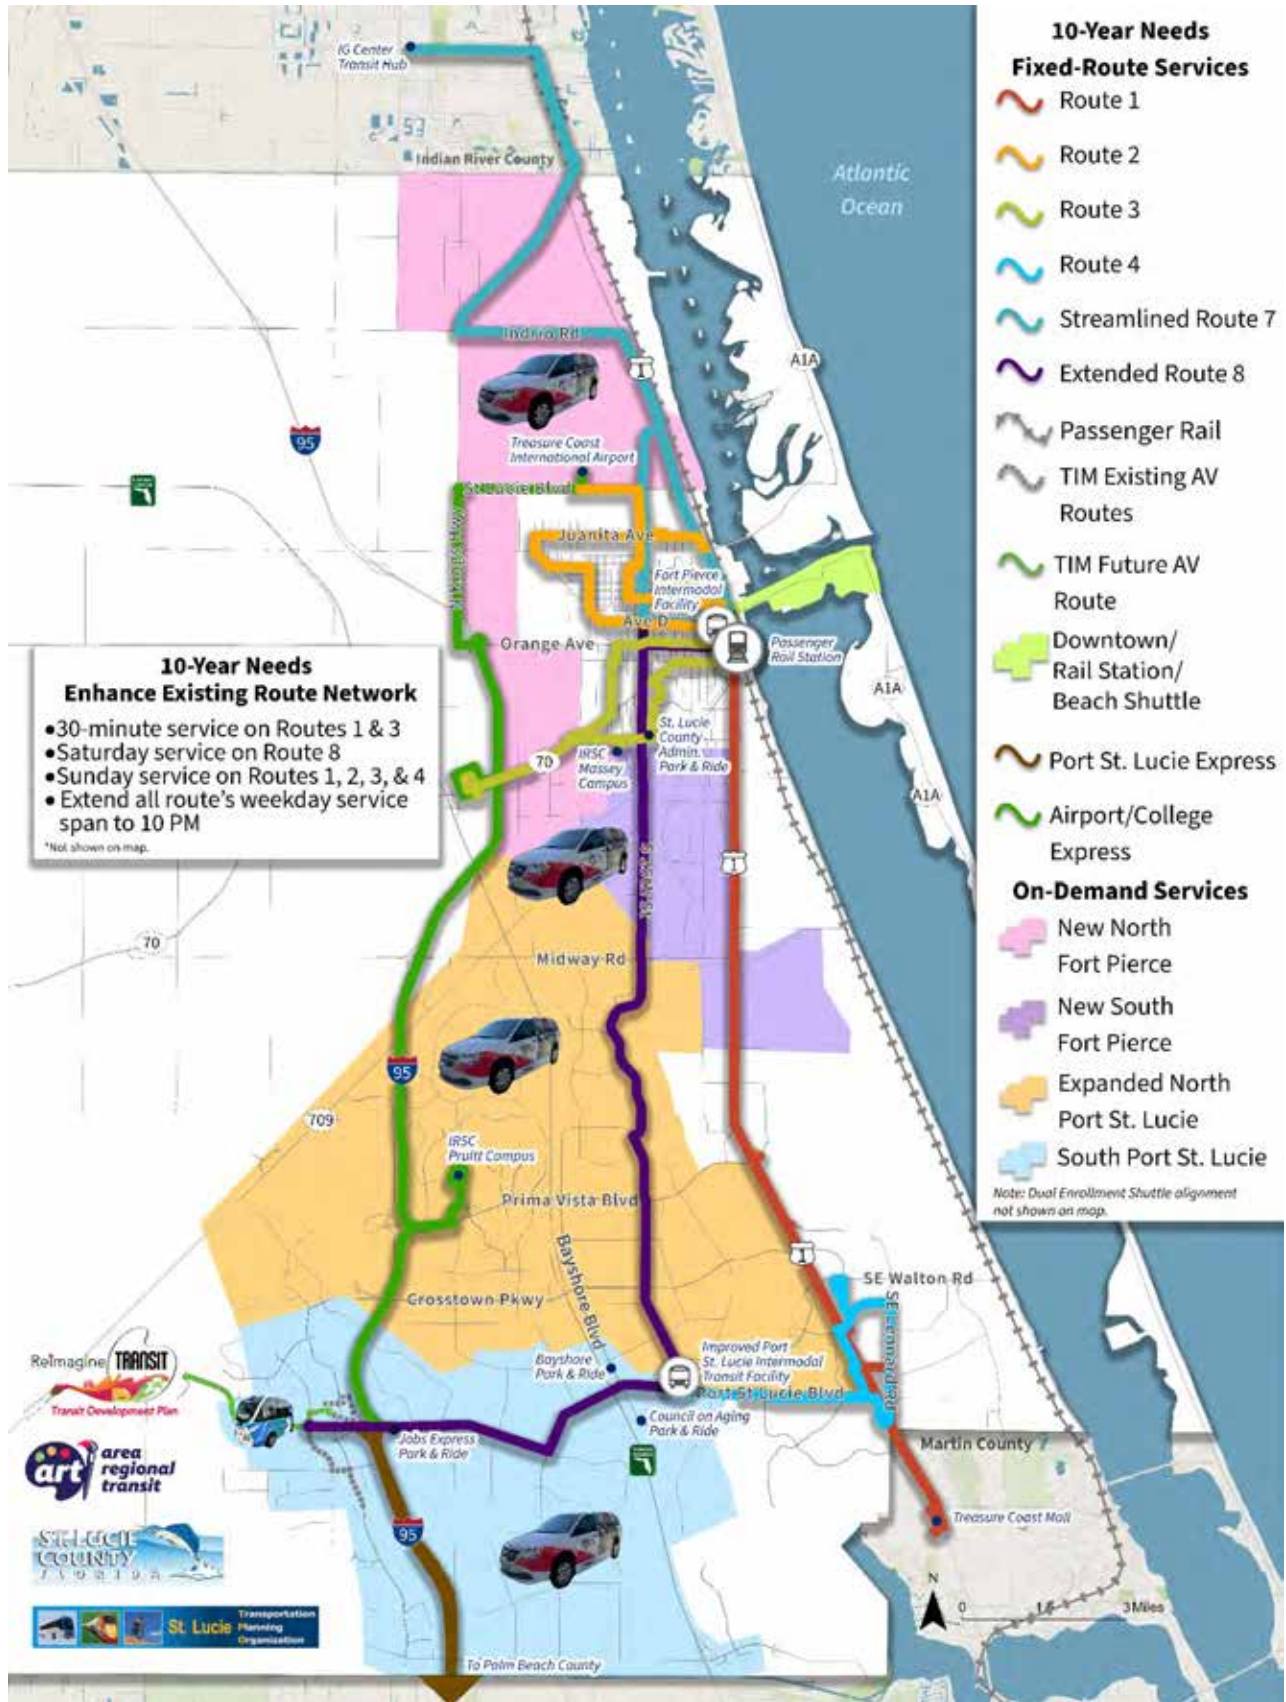 IG Center
Transit Hub
Indian River County
Atlantic
Ocean
Indrio Rd
1
A1A
95
Treasure Coast
International Airport
St Lucie Blvd
Kings Hwy
Juanita Ave
Fort Pierce
Intermodal
Facility
Ave D
Orange Ave
Passenger
Rail Station
A1A
10-Year Needs
Enhance Existing Route Network
•30-minute service on Routes 1 & 3
•Saturday service on Route 8
•Sunday service on Routes 1, 2, 3, & 4
• Extend all route's weekday service
span to 10 PM
*Not shown on map.
70
IRSC
Massey
Campus
St. Lucie
County
Admin.
Park & Ride
A1A
1
70
Midway Rd
95
709
IRSC
Pruitt Campus
Prima Vista Blvd
Bayshore Blvd
1
SE Walton Rd
SE Lennard Rd
Crosstown Pkwy
Bayshore
Park & Ride
Improved Port
St. Lucie Intermodal
Transit Facility
Port St Lucie Blvd
Council on Aging
Park & Ride
Jobs Express
Park & Ride
Martin County
Treasure Coast Mall
95
To Palm Beach County
N
0 1.5 3 Miles
Reimagine TRANSIT
Transit Development Plan
art area
regional
transit
ST. LUCIE
COUNTY
FLORIDA
St. Lucie Transportation
Planning
Organization
10-Year Needs
Fixed-Route Services
Route 1
Route 2
Route 3
Route 4
Streamlined Route 7
Extended Route 8
Passenger Rail
TIM Existing AV
Routes
TIM Future AV
Route
Downtown/
Rail Station/
Beach Shuttle
Port St. Lucie Express
Airport/College
Express
On-Demand Services
New North
Fort Pierce
New South
Fort Pierce
Expanded North
Port St. Lucie
South Port St. Lucie
Note: Dual Enrollment Shuttle alignment
not shown on map.